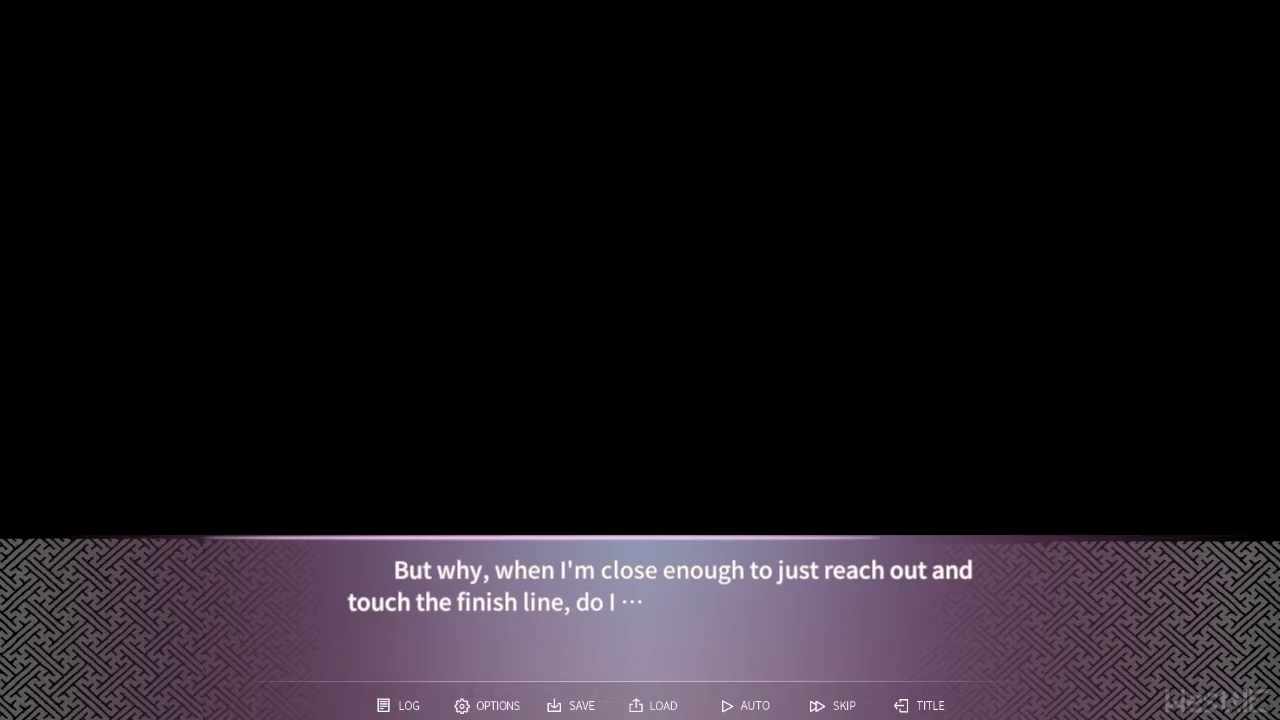 But why, when I'm close enough to just reach out and
touch the finish line, do I ···
LOG OPTIONS SAVE LOAD AUTO SKIP TITLE